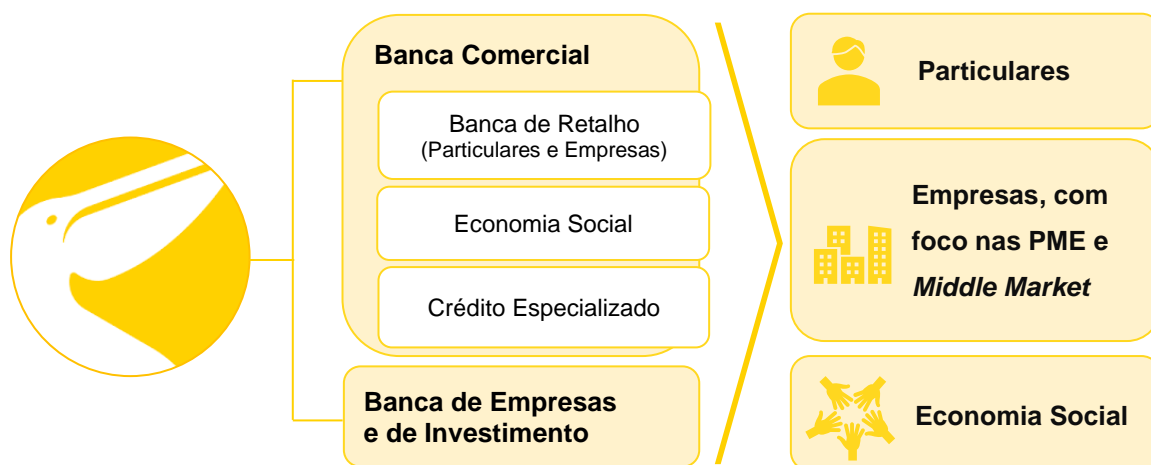 Banca Comercial
Banca de Retalho
(Particulares e Empresas)
Economia Social
Crédito Especializado
Banca de Empresas
e de Investimento
Particulares
Empresas, com
foco nas PME e
Middle Market
Economia Social